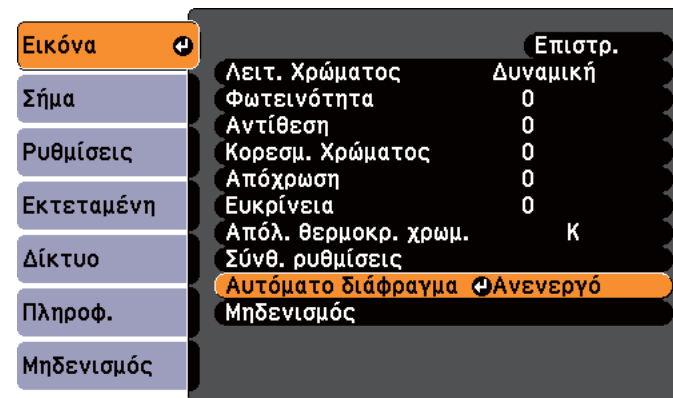 Εικόνα
Σήμα
Ρυθμίσεις
Εκτεταμένη
Δίκτυο
Πληροφ.
Μηδενισμός
Επιστρ.
Λειτ. Χρώματος Δυναμική
Φωτεινότητα 0
Αντίθεση 0
Κορεσμ. Χρώματος 0
Απόχρωση 0
Ευκρίνεια 0
Απόλ. θερμοκρ. χρωμ. K
Σύνθ. ρυθμίσεις
Αυτόματο διάφραγμα Ανενεργό
Μηδενισμός